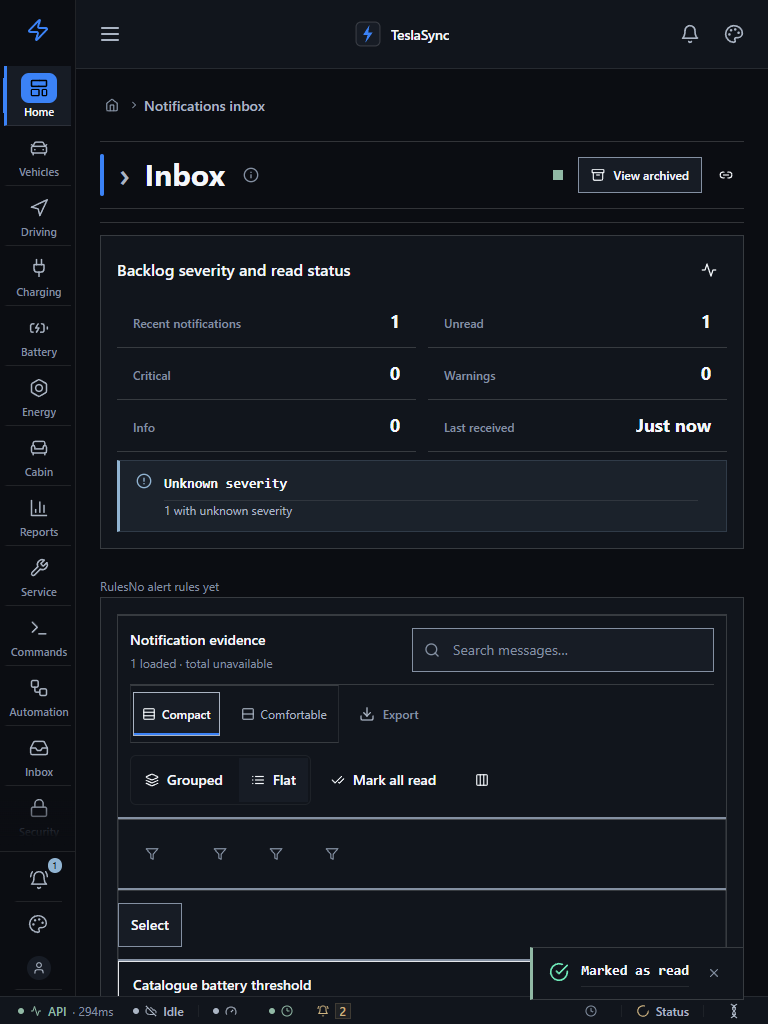 TeslaSync
Home
Vehicles
Driving
Charging
Battery
Energy
Cabin
Reports
Service
Commands
Automation
Inbox
Security
1
Notifications inbox
Inbox
View archived
Backlog severity and read status
Recent notifications 1
Unread 1
Critical 0
Warnings 0
Info 0
Last received Just now
Unknown severity
1 with unknown severity
RulesNo alert rules yet
Notification evidence
1 loaded · total unavailable
Search messages...
Compact
Comfortable
Export
Grouped
Flat
Mark all read
Select
Catalogue battery threshold
Marked as read
API · 294ms
Idle
2
Status